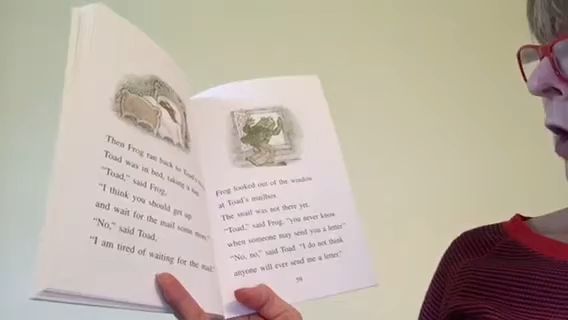 Then Frog ran back to Toad's
Toad was in bed, taking a
"Toad," said Frog,
"I think you should get up
and wait for the mail some more."
"No," said Toad,
"I am tired of waiting for the mail."
Frog looked out of the window
at Toad's mailbox.
The snail was not there yet.
"Toad," said Frog, "you never know
when someone may send you a letter."
"No, no," said Toad. "I do not think
anyone will ever send me a letter."
59